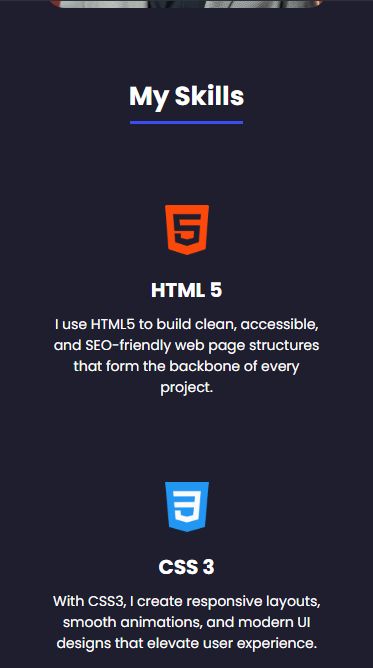 My Skills
HTML 5
I use HTML5 to build clean, accessible,
and SEO-friendly web page structures
that form the backbone of every
project.
CSS 3
With CSS3, I create responsive layouts,
smooth animations, and modern UI
designs that elevate user experience.